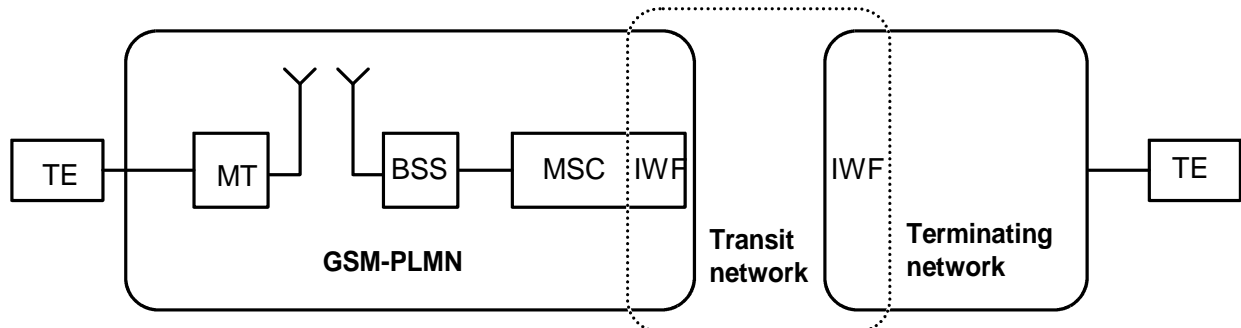 TE
MT
BSS
MSC
IWF
IWF
TE
GSM-PLMN
Transit
network
Terminating
network